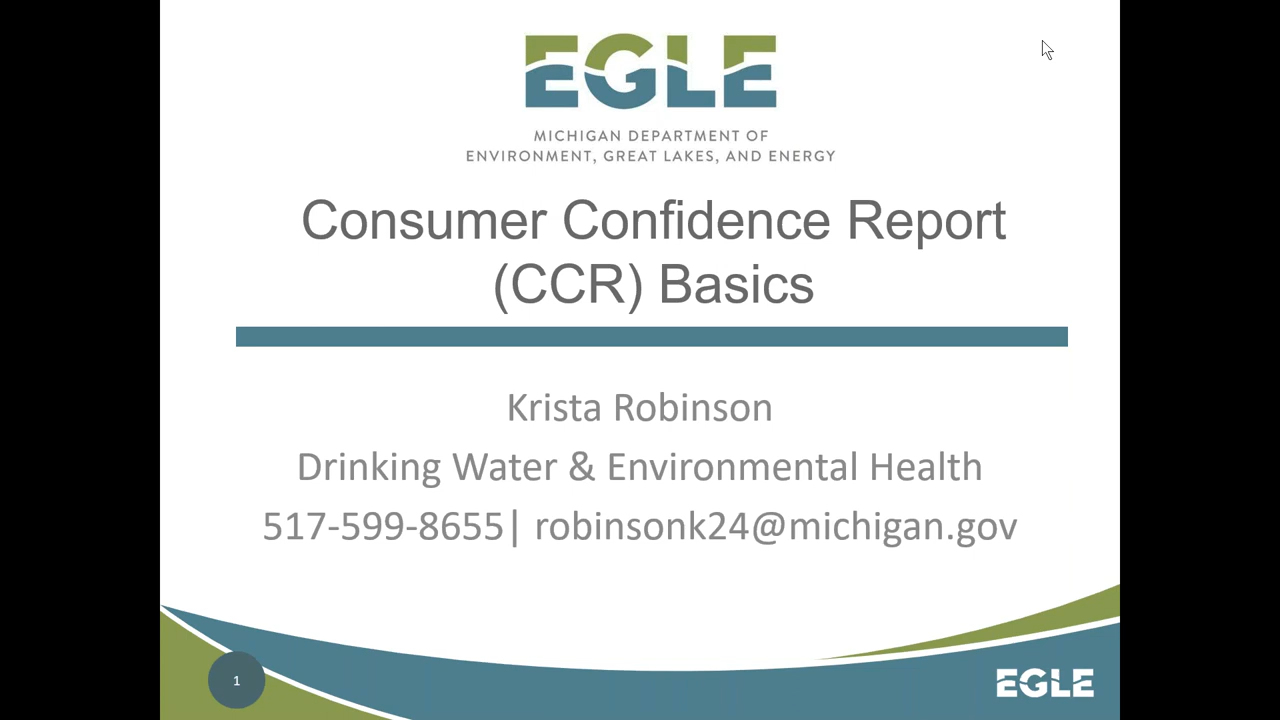 EGLE
MICHIGAN DEPARTMENT OF
ENVIRONMENT, GREAT LAKES, AND ENERGY
Consumer Confidence Report
(CCR) Basics
Krista Robinson
Drinking Water & Environmental Health
517-599-8655| robinsonk24@michigan.gov
1
EGLE